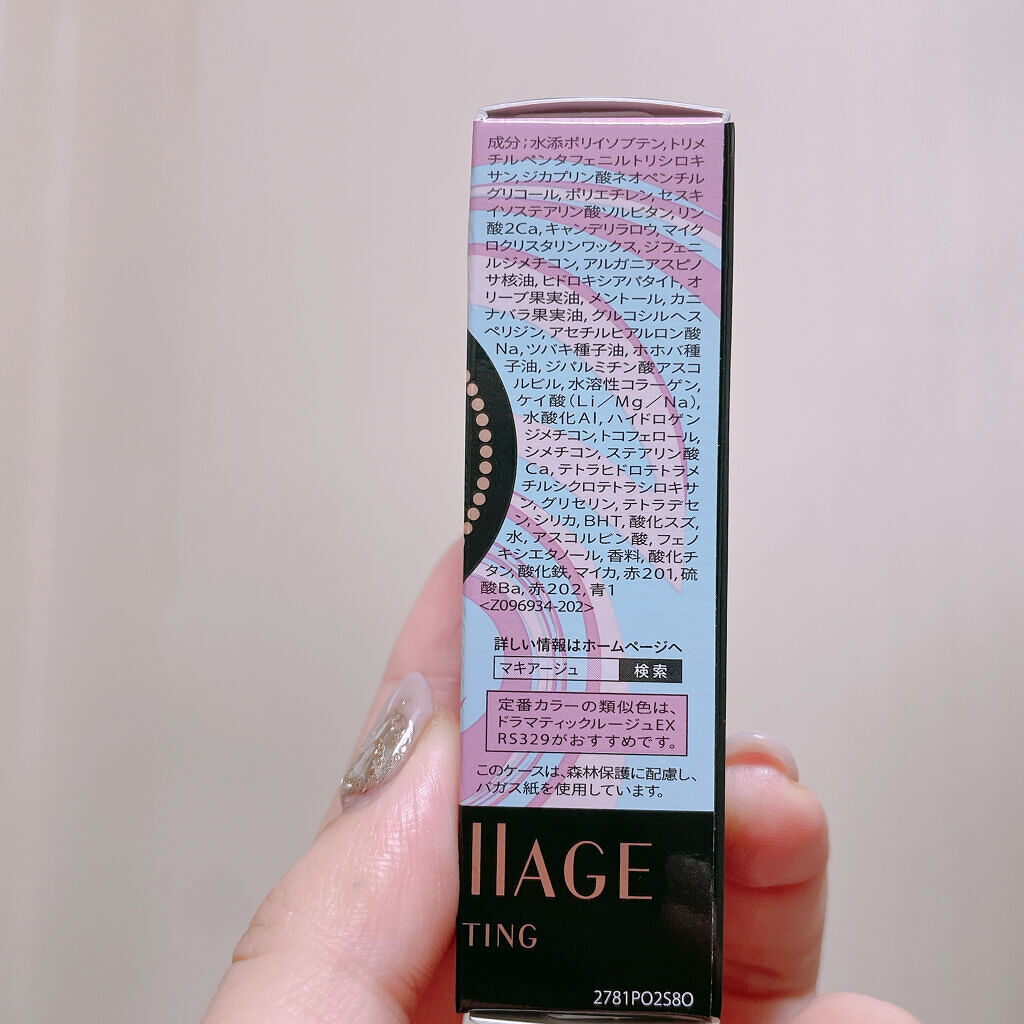 成分;水添ポリイソブテン,トリメ
チルペンタフェニルトリシロキ
サン,ジカプリン酸ネオペンチル
グリコール,ポリエチレン,セスキ
イソステアリン酸ソルビタン,リン
酸2Ca,キャンデリラロウ,マイク
ロクリスタリンワックス,ジフェニ
ルジメチコン,アルガニアスピノ
サ核油,ヒドロキシアパタイト,オ
リーブ果実油,メントール,カニ
ナバラ果実油,グルコシルヘス
ペリジン,アセチルヒアルロン酸
Na,ツバキ種子油,ホホバ種
子油,ジパルミチン酸アスコ
ルビル,水溶性コラーゲン,
ケイ酸(Li/Mg/Na),
水酸化Al,ハイドロゲン
ジメチコン,トコフェロール,
シメチコン,ステアリン酸
Ca,テトラヒドロテトラメ
チルシクロテトラシロキサ
ン,グリセリン,テトラデセ
ン,シリカ,BHT,酸化スズ,
水,アスコルビン酸,フェノ
キシエタノール,香料,酸化チ
タン,酸化鉄,マイカ,赤201,硫
酸Ba,赤202,青1
<Z096934-202>
詳しい情報はホームページへ
マキアージュ 検索
定番カラーの類似色は、
ドラマティックルージュEX
RS329がおすすめです。
このケースは、森林保護に配慮し、
バガス紙を使用しています。
llAGE
TING
2781PO2S8O